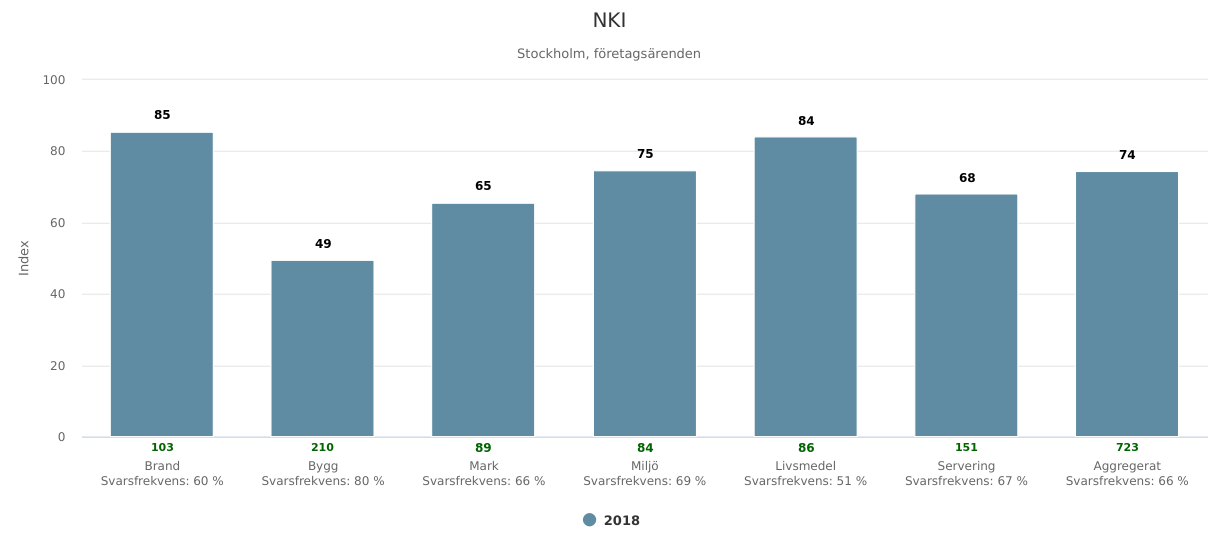 NKI
Stockholm, företagsärenden
Index
100
80
60
40
20
0
85
49
65
75
84
68
74
103 210 89 84 86 151 723
Brand Bygg Mark Miljö Livsmedel Servering Aggregerat
Svarsfrekvens: 60 % Svarsfrekvens: 80 % Svarsfrekvens: 66 % Svarsfrekvens: 69 % Svarsfrekvens: 51 % Svarsfrekvens: 67 % Svarsfrekvens: 66 %
2018